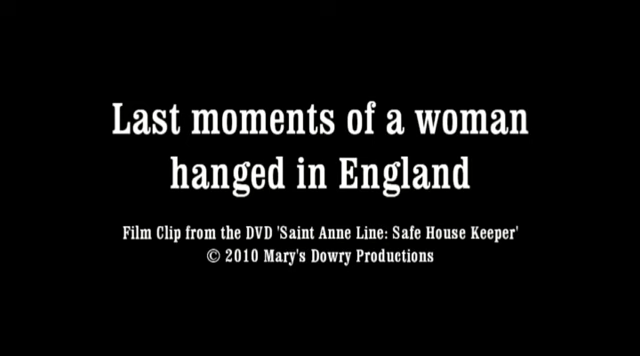 Last moments of a woman
hanged in England
Film Clip from the DVD 'Saint Anne Line: Safe House Keeper'
© 2010 Mary's Dowry Productions